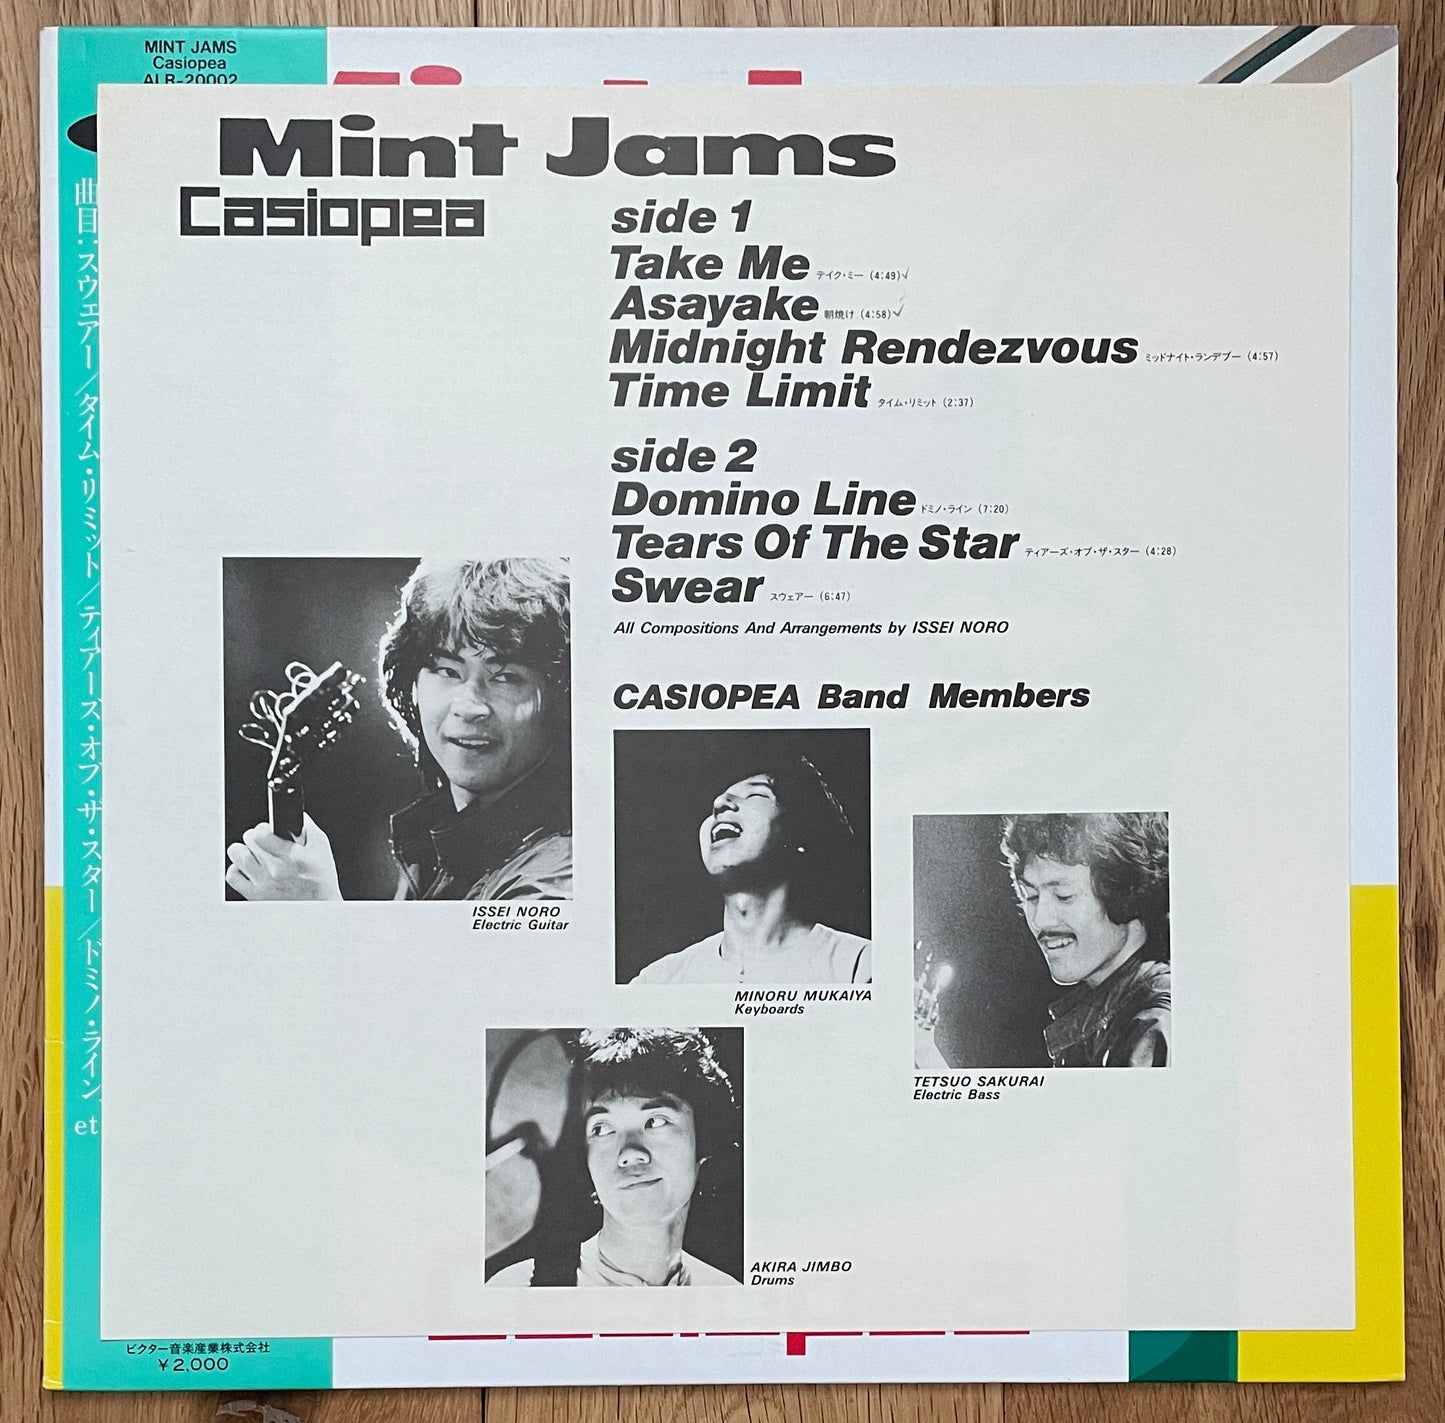 MINT JAMS
Casiopea
ALR-20002
Mint Jams
Casiopea
side 1
Take Me テイク・ミー (4:49)
Asayake 朝焼け (4:58)
Midnight Rendezvous ミッドナイト・ランデブー (4:57)
Time Limit タイム・リミット (2:37)
side 2
Domino Line ドミノ・ライン (7:20)
Tears Of The Star ティアーズ・オブ・ザ・スター (4:28)
Swear スウェアー (6:47)
All Compositions And Arrangements by ISSEI NORO
CASIOPEA Band Members
ISSEI NORO
Electric Guitar
MINORU MUKAIYA
Keyboards
TETSUO SAKURAI
Electric Bass
AKIRA JIMBO
Drums
曲目:スウェアー/タイム・リミット/ティアーズ・オブ・ザ・スター/ドミノ・ライン, et
ビクター音楽産業株式会社
¥2,000